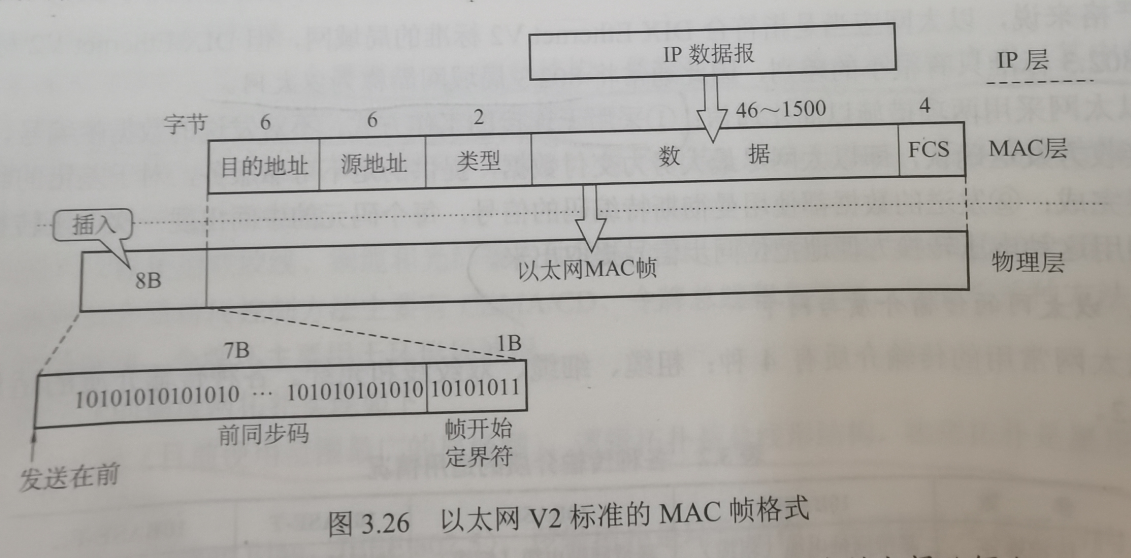 IP 数据报
IP 层
字节 6 6 2 46～1500 4
目的地址 源地址 类型 数 据 FCS MAC层
插入
8B 以太网MAC帧 物理层
7B 1B
10101010101010 … 101010101010 10101011
前同步码 帧开始
定界符
发送在前
图 3.26 以太网 V2 标准的 MAC 帧格式